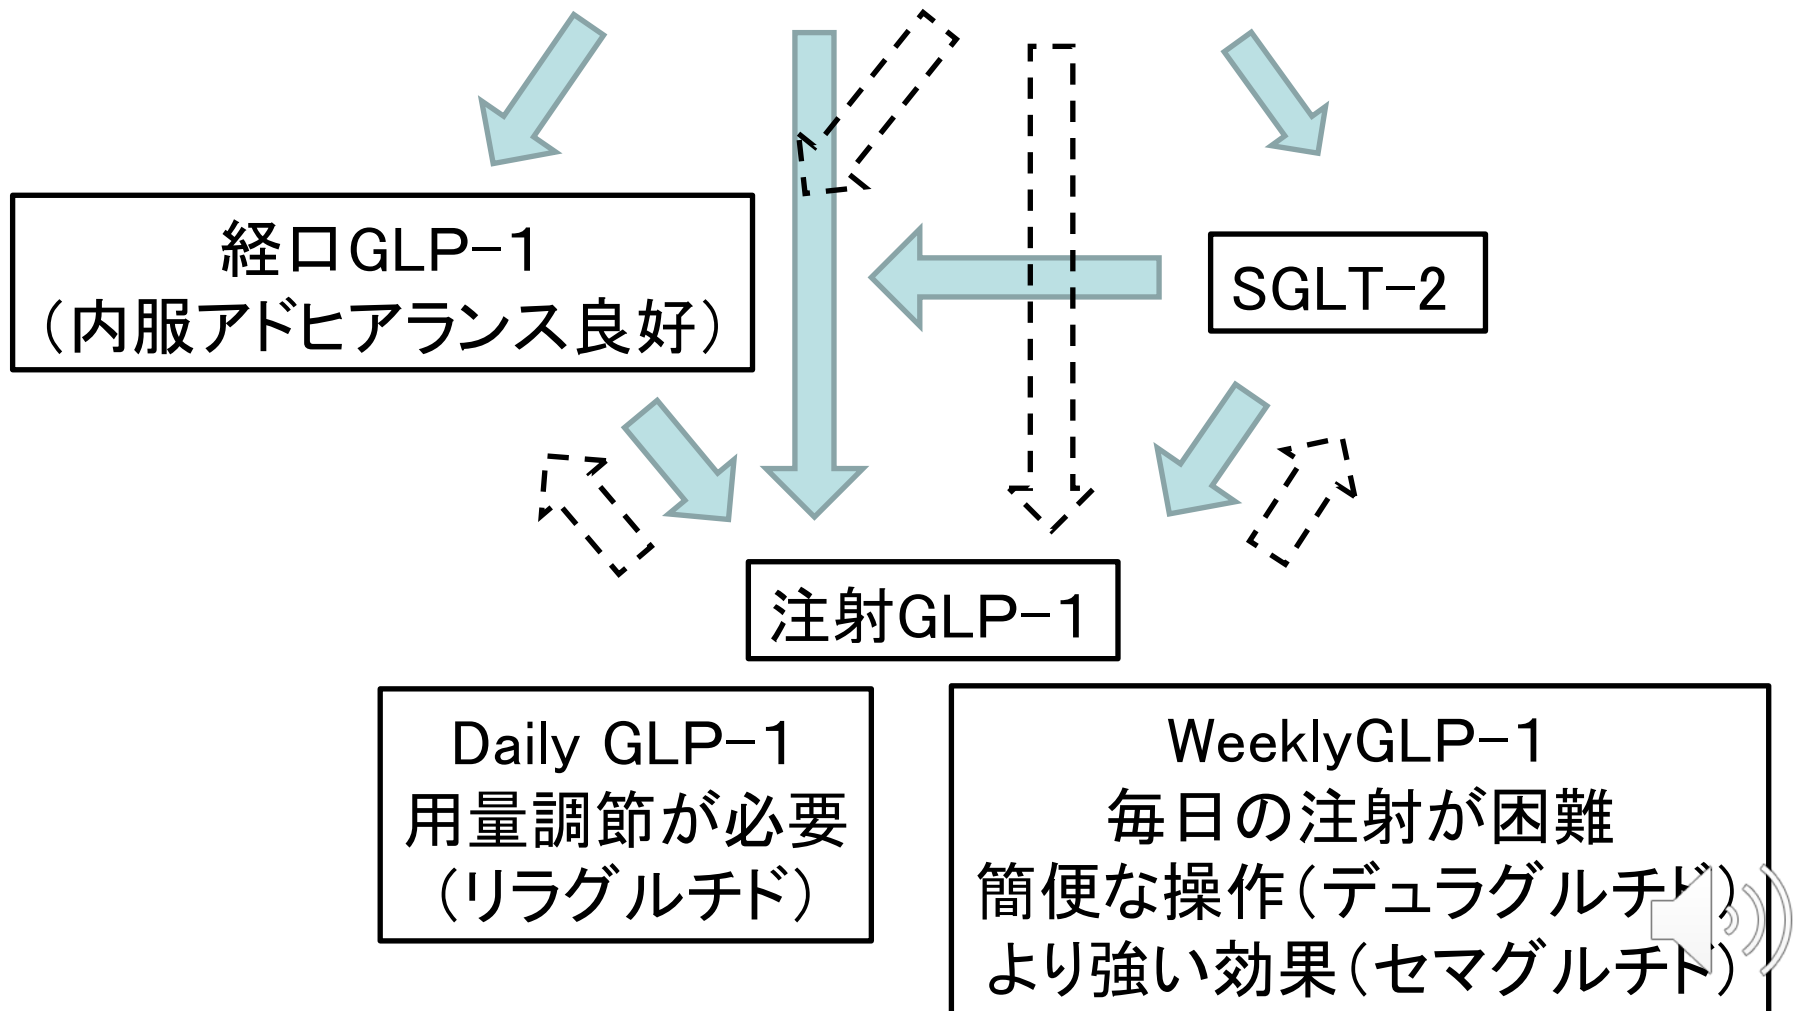 経口GLP-1
（内服アドヒアランス良好）
SGLT-2
注射GLP-1
Daily GLP-1
用量調節が必要
（リラグルチド）
WeeklyGLP-1
毎日の注射が困難
簡便な操作（デュラグルチド）
より強い効果（セマグルチド）